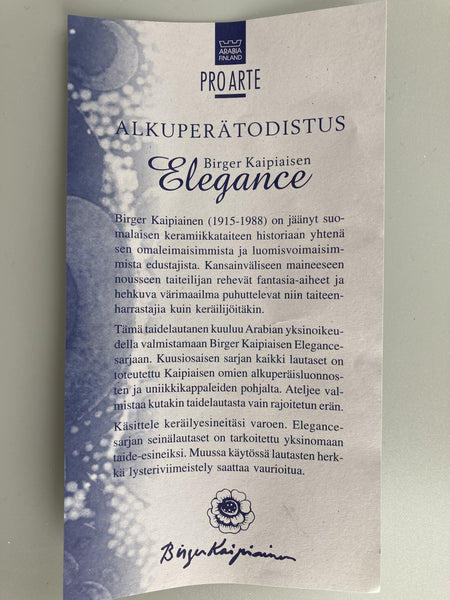 ARABIA
FINLAND
PRO ARTE
ALKUPERÄTODISTUS
Birger Kaipiaisen
Elegance
Birger Kaipiainen (1915-1988) on jäänyt suo-
malaisen keramiikkataiteen historiaan yhtenä
sen omaleimaisimmista ja luomisvoimaisim-
mista edustajista. Kansainväliseen maineeseen
nousseen taiteilijan rehevät fantasia-aiheet ja
hehkuva värimaailma puhuttelevat niin taiteen-
harrastajia kuin keräilijöitäkin.
Tämä taidelautanen kuuluu Arabian yksinoikeu-
della valmistamaan Birger Kaipiaisen Elegance-
sarjaan. Kuusiosaisen sarjan kaikki lautaset on
toteutettu Kaipiaisen omien alkuperäisluonnos-
ten ja uniikkikappaleiden pohjalta. Ateljee val-
mistaa kutakin taidelautasta vain rajoitetun erän.
Käsittele keräilyesineitäsi varoen. Elegance-
sarjan seinälautaset on tarkoitettu yksinomaan
taide-esineiksi. Muussa käytössä lautasten herk-
kä lysteriviimeistely saattaa vaurioitua.
Birger Kaipiainen